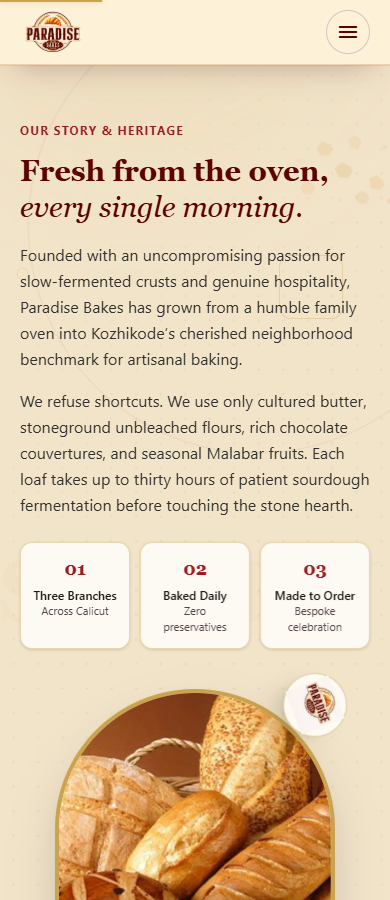 PARADISE
BAKES
OUR STORY & HERITAGE
Fresh from the oven,
every single morning.
Founded with an uncompromising passion for
slow-fermented crusts and genuine hospitality,
Paradise Bakes has grown from a humble family
oven into Kozhikode's cherished neighborhood
benchmark for artisanal baking.
We refuse shortcuts. We use only cultured butter,
stoneground unbleached flours, rich chocolate
couvertures, and seasonal Malabar fruits. Each
loaf takes up to thirty hours of patient sourdough
fermentation before touching the stone hearth.
01
Three Branches
Across Calicut
02
Baked Daily
Zero
preservatives
03
Made to Order
Bespoke
celebration
PARADISE